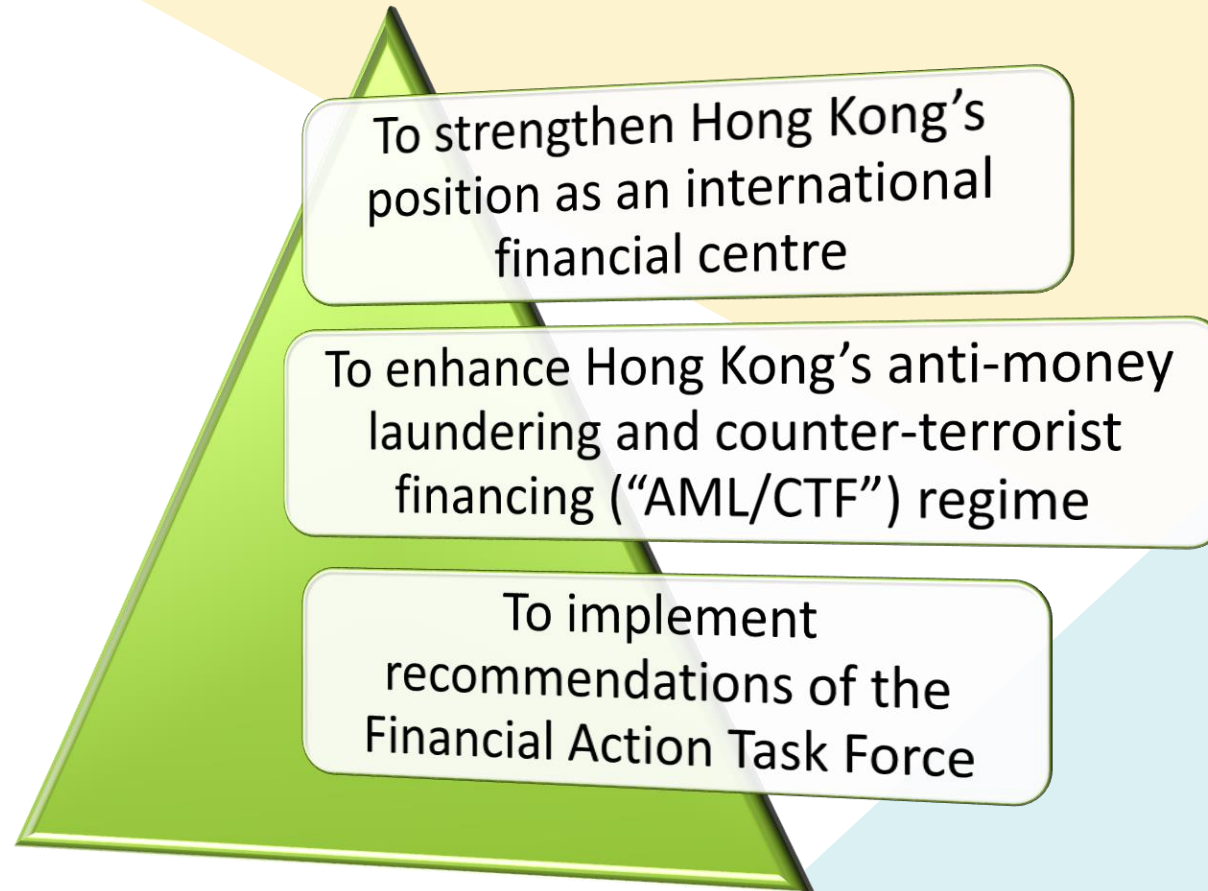 To strengthen Hong Kong’s
position as an international
financial centre
To enhance Hong Kong’s anti-money
laundering and counter-terrorist
financing (“AML/CTF”) regime
To implement
recommendations of the
Financial Action Task Force